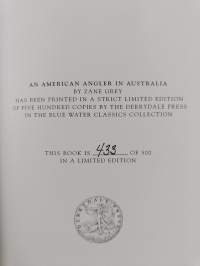 AN AMERICAN ANGLER IN AUSTRALIA
BY ZANE GREY
HAS BEEN PRINTED IN A STRICT LIMITED EDITION
OF FIVE HUNDRED COPIES BY THE DERRYDALE PRESS
IN THE BLUE WATER CLASSICS COLLECTION
THIS BOOK IS 433 OF 500
IN A LIMITED EDITION